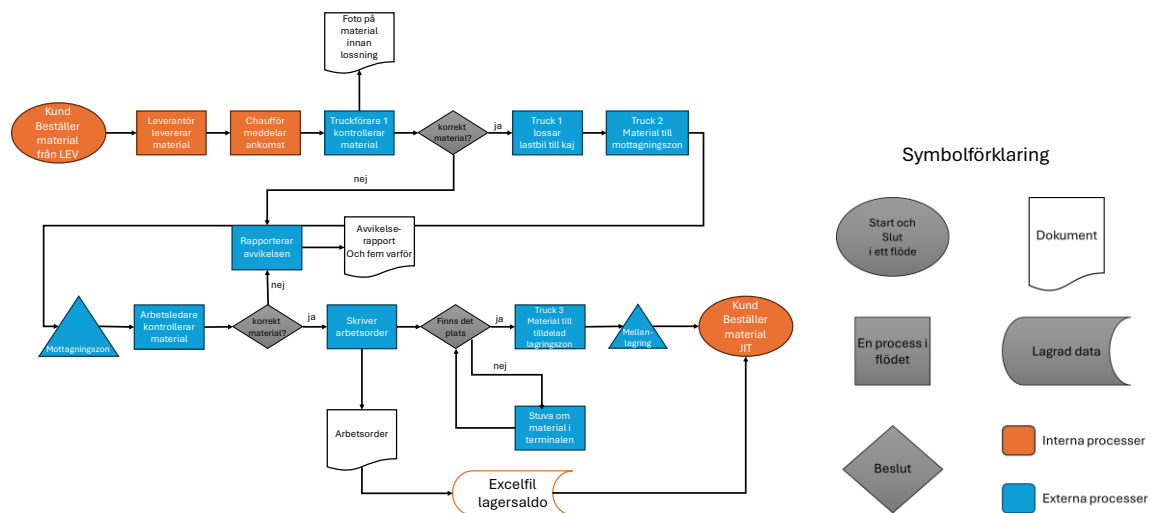 Foto på
material
innan
lossning
Kund
Beställer
material
från LEV
Leverantör
levererar
material
Chaufför
meddelar
ankomst
Truckförare 1
kontrollerar
material
korrekt
material?
ja
Truck 1
lossar
lastbil till kaj
Truck 2
Material till
mottagningszon
nej
Rapporterar
avvikelsen
Avvikelse-
rapport
Och fem varför
nej
Mottagningszon
Arbetsledare
kontrollerar
material
korrekt
material?
ja
Skriver
arbetsorder
Finns det
plats
ja
Truck 3
Material till
tilldelad
lagringszon
Mellan-
lagring
Kund
Beställer
material
JIT
nej
Stuva om
material i
terminalen
Arbetsorder
Excelfil
lagersaldo
Symbolförklaring
Start och
Slut
i ett flöde
Dokument
En process i
flödet
Lagrad data
Beslut
Interna processer
Externa processer